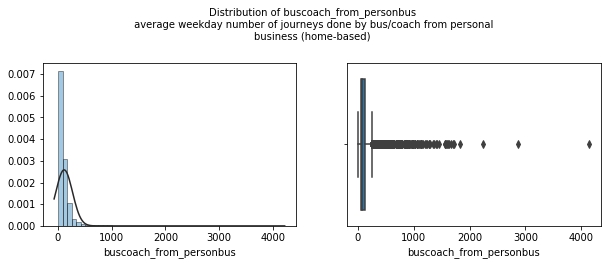 Distribution of buscoach_from_personbus
average weekday number of journeys done by bus/coach from personal
business (home-based)
0.007
0.006
0.005
0.004
0.003
0.002
0.001
0.000
0 1000 2000 3000 4000
buscoach_from_personbus
0 1000 2000 3000 4000
buscoach_from_personbus